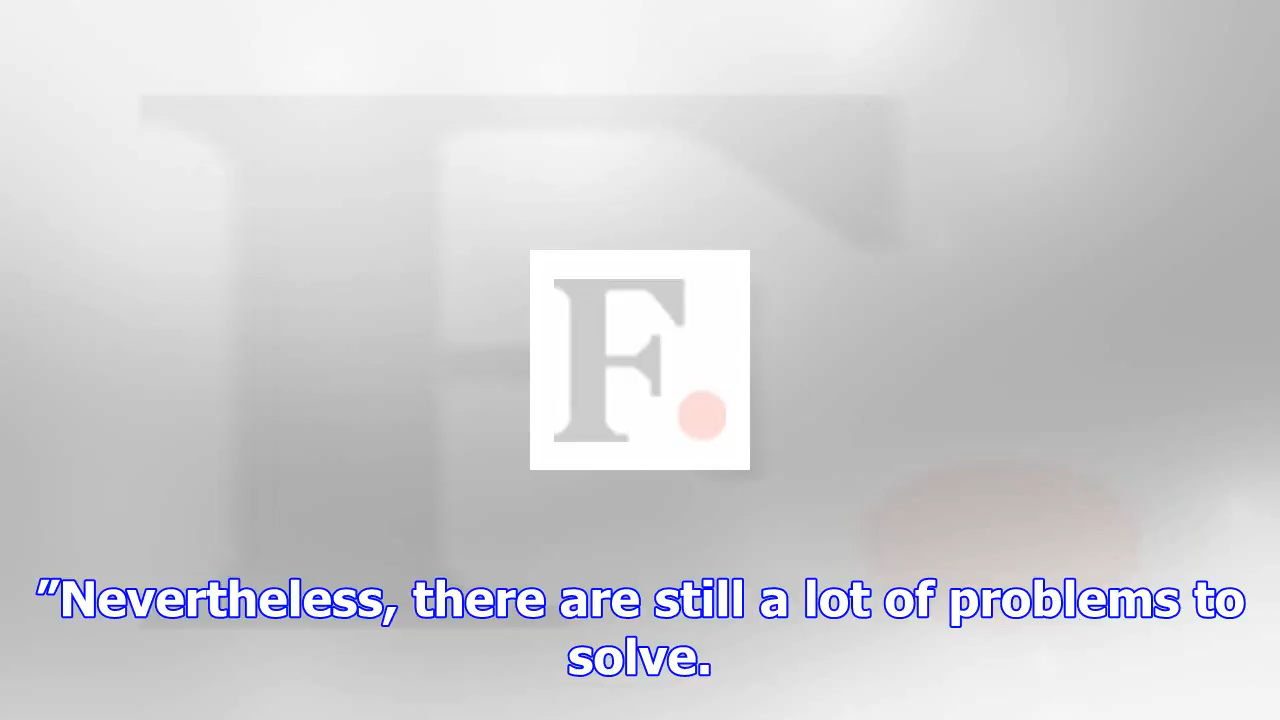 F.
"Nevertheless, there are still a lot of problems to
solve.